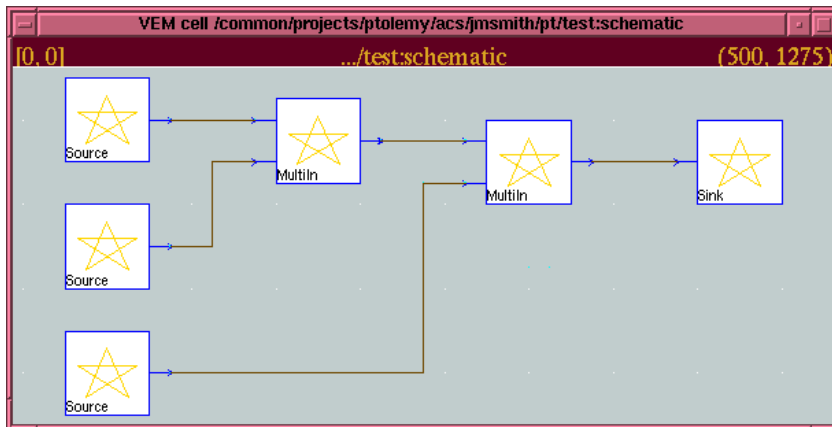 VEM cell /common/projects/ptolemy/acs/jmsmith/pt/test:schematic
[0, 0] .../test:schematic (500, 1275)
Source
MultiIn
MultiIn
Sink
Source
Source